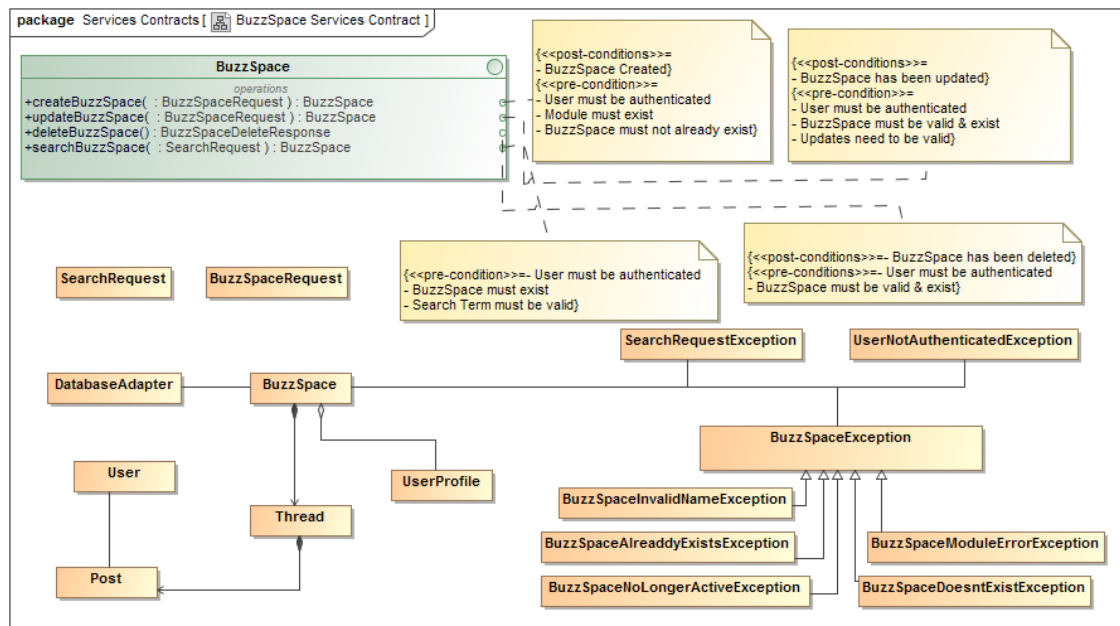 package Services Contracts [ BuzzSpace Services Contract ]
BuzzSpace
operations
+createBuzzSpace( : BuzzSpaceRequest ) : BuzzSpace
+updateBuzzSpace( : BuzzSpaceRequest ) : BuzzSpace
+deleteBuzzSpace() : BuzzSpaceDeleteResponse
+searchBuzzSpace( : SearchRequest ) : BuzzSpace
{<<post-conditions>>=
- BuzzSpace Created}
{<<pre-condition>>=
- User must be authenticated
- Module must exist
- BuzzSpace must not already exist}
{<<post-conditions>>=
- BuzzSpace has been updated}
{<<pre-condition>>=
- User must be authenticated
- BuzzSpace must be valid & exist
- Updates need to be valid}
{<<pre-condition>>=- User must be authenticated
- BuzzSpace must exist
- Search Term must be valid}
{<<post-conditions>>=- BuzzSpace has been deleted}
{<<pre-conditions>>=- User must be authenticated
- BuzzSpace must be valid & exist}
SearchRequest
BuzzSpaceRequest
SearchRequestException
UserNotAuthenticatedException
DatabaseAdapter
BuzzSpace
BuzzSpaceException
User
UserProfile
BuzzSpaceInvalidNameException
Thread
BuzzSpaceAlreaddyExistsException
BuzzSpaceModuleErrorException
Post
BuzzSpaceNoLongerActiveException
BuzzSpaceDoesntExistException